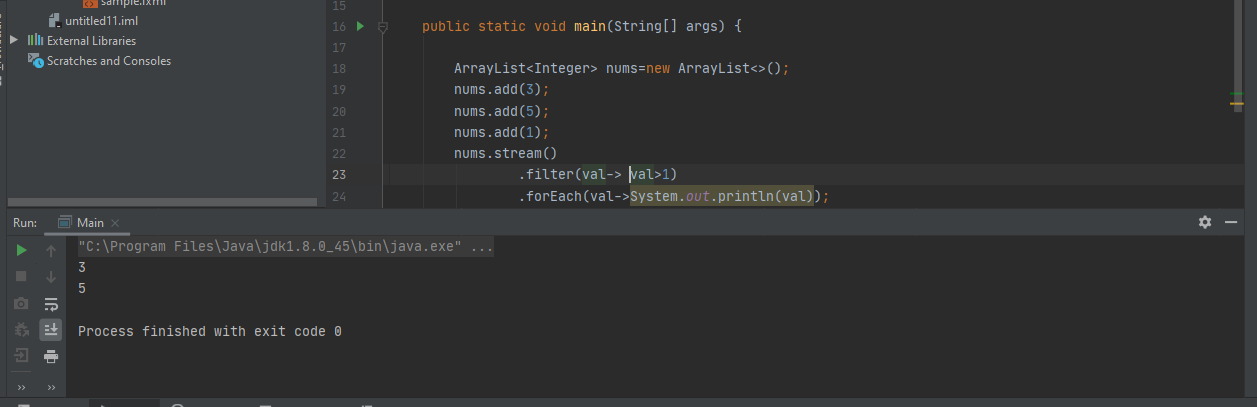 sample.fxml
untitled11.iml
External Libraries
Scratches and Consoles
15
16 public static void main(String[] args) {
17
18 ArrayList<Integer> nums=new ArrayList<>();
19 nums.add(3);
20 nums.add(5);
21 nums.add(1);
22 nums.stream()
23 .filter(val-> val>1)
24 .forEach(val->System.out.println(val));
Run: Main
"C:\Program Files\Java\jdk1.8.0_45\bin\java.exe" ...
3
5
Process finished with exit code 0